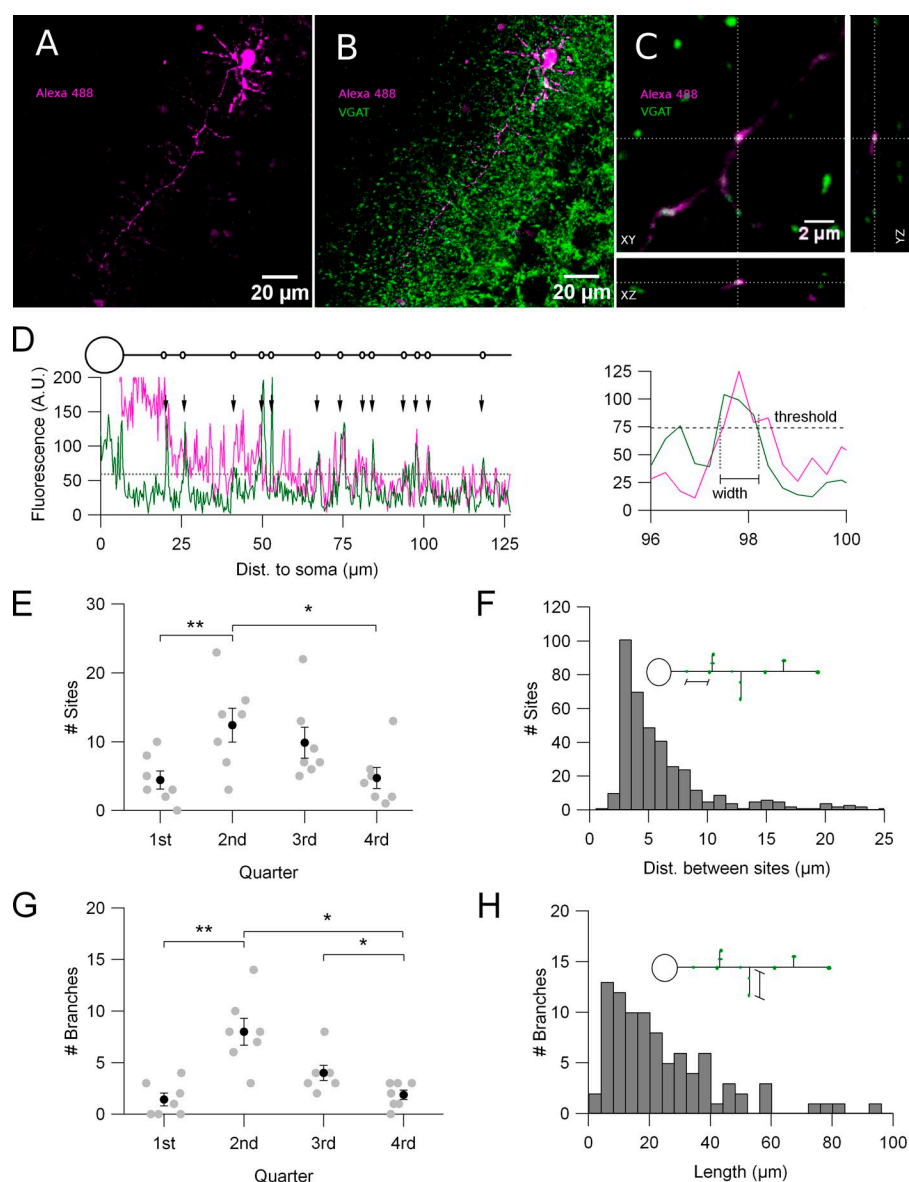 A
Alexa 488
20 μm
B
Alexa 488
VGAT
20 μm
C
Alexa 488
VGAT
XY
2 μm
YZ
XZ
D
Fluorescence (A.U.)
200
150
100
50
0
0 25 50 75 100 125
Dist. to soma (μm)
125
100
75
50
25
0
threshold
width
96 98 100
E
# Sites
30
20
10
0
** *
1st 2nd 3rd 4rd
Quarter
F
# Sites
120
100
80
60
40
20
0
0 5 10 15 20 25
Dist. between sites (μm)
G
# Branches
20
15
10
5
0
** * *
1st 2nd 3rd 4rd
Quarter
H
# Branches
20
15
10
5
0
0 20 40 60 80 100
Length (μm)